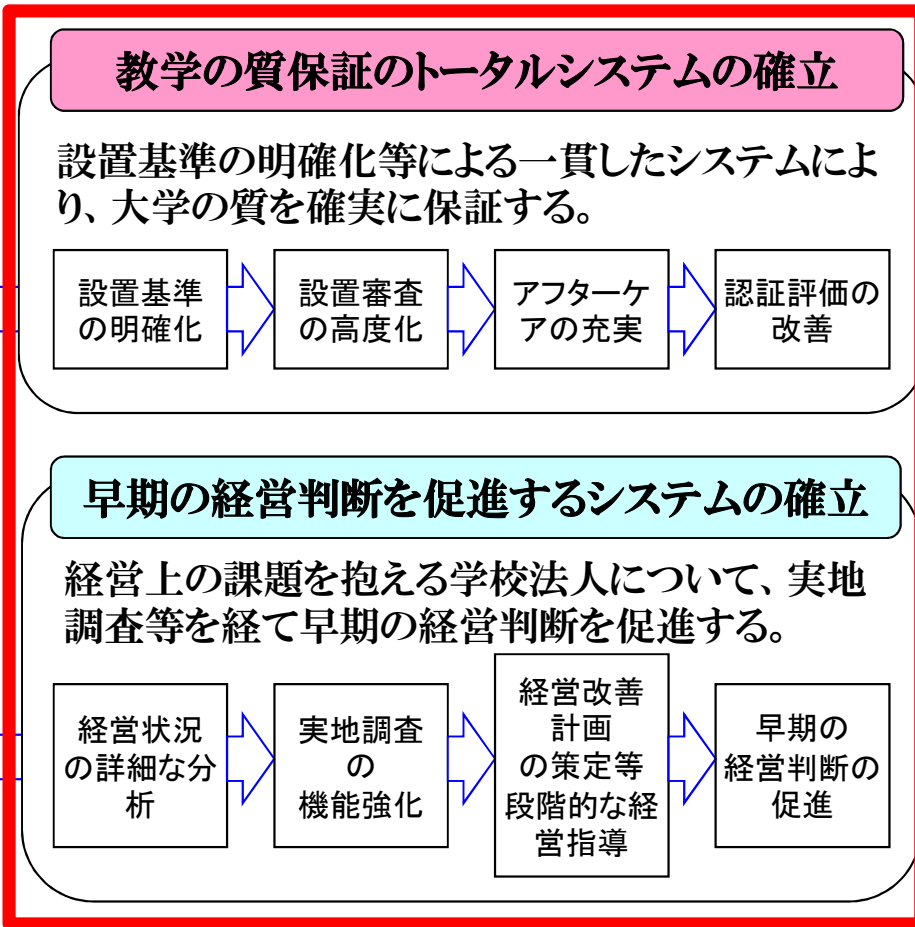 教学の質保証のトータルシステムの確立
設置基準の明確化等による一貫したシステムによ
り、大学の質を確実に保証する。
設置基準
の明確化
設置審査
の高度化
アフターケ
アの充実
認証評価の
改善
早期の経営判断を促進するシステムの確立
経営上の課題を抱える学校法人について、実地
調査等を経て早期の経営判断を促進する。
経営状況
の詳細な分
析
実地調査
の
機能強化
経営改善
計画
の策定等
段階的な経
営指導
早期の
経営判断の
促進